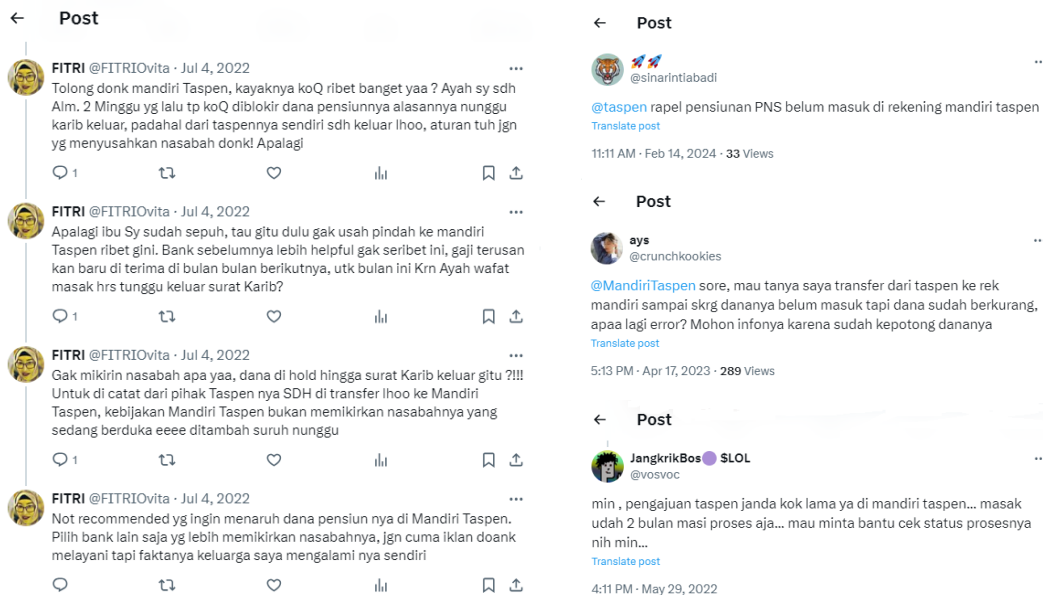 Post
FITRI @FITRIOvita · Jul 4, 2022
Tolong donk mandiri Taspen, kayaknya koQ ribet banget yaa ? Ayah sy sdh
Alm. 2 Minggu yg lalu tp koQ diblokir dana pensiunnya alasannya nunggu
karib keluar, padahal dari taspennya sendiri sdh keluar lhoo, aturan tuh jgn
yg menyusahkan nasabah donk! Apalagi
1
FITRI @FITRIOvita · Jul 4, 2022
Apalagi ibu Sy sudah sepuh, tau gitu dulu gak usah pindah ke mandiri
Taspen ribet gini. Bank sebelumnya lebih helpful gak seribet ini, gaji terusan
kan baru di terima di bulan bulan berikutnya, utk bulan ini Krn Ayah wafat
masak hrs tunggu keluar surat Karib?
1
FITRI @FITRIOvita · Jul 4, 2022
Gak mikirin nasabah apa yaa, dana di hold hingga surat Karib keluar gitu ?!!!
Untuk di catat dari pihak Taspen nya SDH di transfer lhoo ke Mandiri
Taspen, kebijakan Mandiri Taspen bukan memikirkan nasabahnya yang
sedang berduka eeee ditambah suruh nunggu
1
FITRI @FITRIOvita · Jul 4, 2022
Not recommended yg ingin menaruh dana pensiun nya di Mandiri Taspen.
Pilih bank lain saja yg lebih memikirkan nasabahnya, jgn cuma iklan doank
melayani tapi faktanya keluarga saya mengalami nya sendiri
Post
🚀🚀
@sinarintiabadi
@taspen rapel pensiunan PNS belum masuk di rekening mandiri taspen
Translate post
11:11 AM · Feb 14, 2024 · 33 Views
Post
ays
@crunchkookies
@MandiriTaspen sore, mau tanya saya transfer dari taspen ke rek
mandiri sampai skrg dananya belum masuk tapi dana sudah berkurang,
apaa lagi error? Mohon infonya karena sudah kepotong dananya
Translate post
5:13 PM · Apr 17, 2023 · 289 Views
Post
JangkrikBos🟣 $LOL
@vosvoc
min , pengajuan taspen janda kok lama ya di mandiri taspen... masak
udah 2 bulan masi proses aja... mau minta bantu cek status prosesnya
nih min...
Translate post
4:11 PM · May 29, 2022